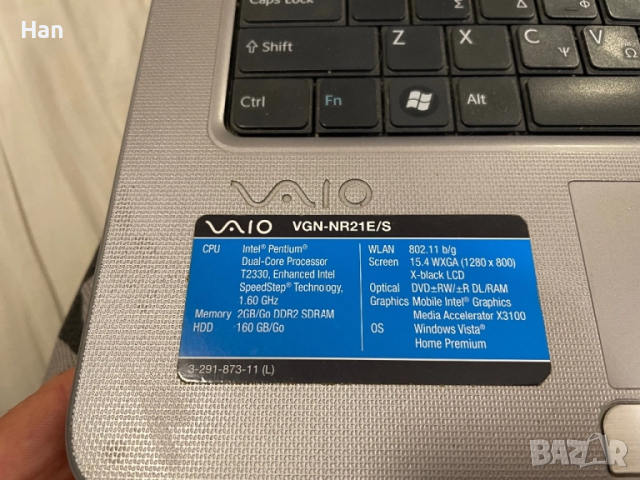 Han
Caps Lock
Σ
Δ
Φ
Shift
Z
X
C
Ψ
Ω
Ctrl
Fn
Alt
VAIO
VAIO VGN-NR21E/S
CPU Intel® Pentium®
Dual-Core Processor
T2330, Enhanced Intel
SpeedStep® Technology,
1.60 GHz
Memory 2GB/Go DDR2 SDRAM
HDD 160 GB/Go
WLAN 802.11 b/g
Screen 15.4 WXGA (1280 x 800)
X-black LCD
Optical DVD±RW/±R DL/RAM
Graphics Mobile Intel® Graphics
Media Accelerator X3100
OS Windows Vista®
Home Premium
3-291-873-11 (L)
BAZAR